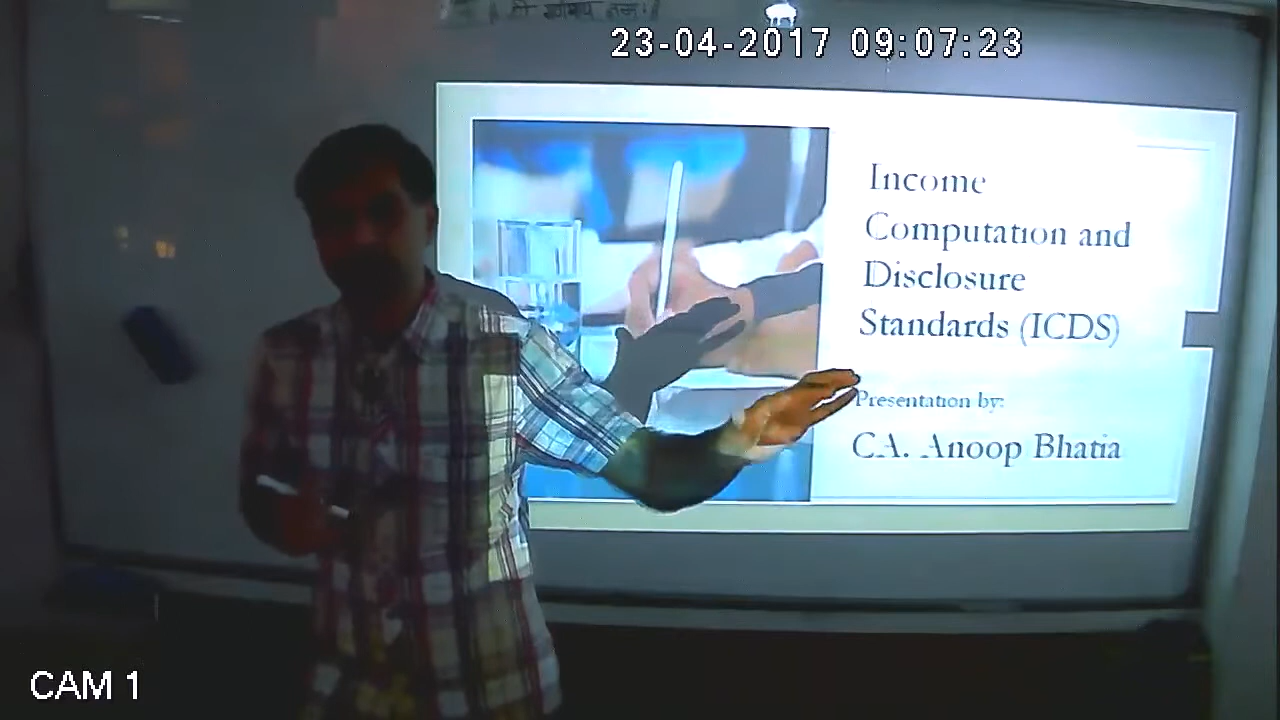 23-04-2017 09:07:23
Income
Computation and
Disclosure
Standards (ICDS)
Presentation by:
CA. Anoop Bhatia
CAM 1